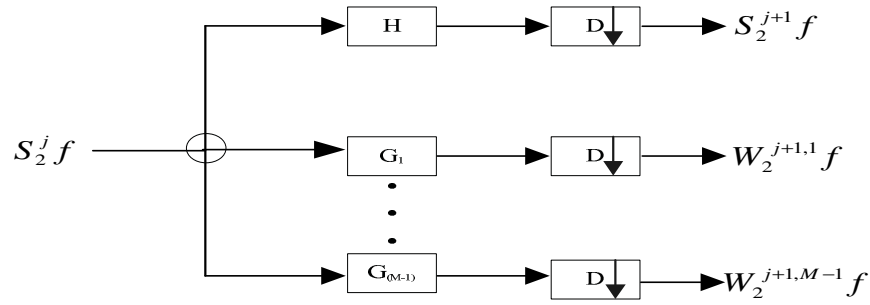 H D S_2^{j+1} f
S_2^j f G_1 D W_2^{j+1,1} f
G_{(M-1)} D W_2^{j+1,M-1} f